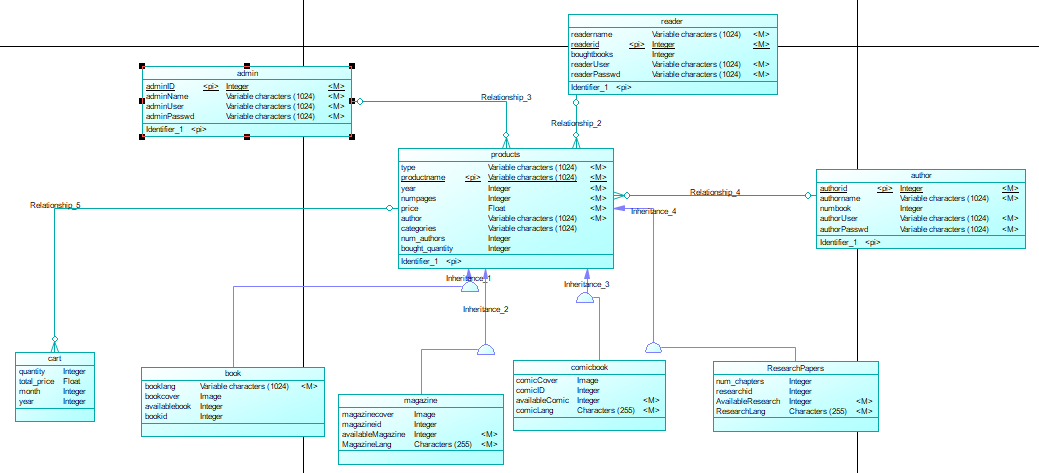 reader
readername Variable characters (1024) <M>
readerid <pi> Integer <M>
boughtbooks Integer
readerUser Variable characters (1024) <M>
readerPasswd Variable characters (1024) <M>
Identifier_1 <pi>
admin
adminID <pi> Integer <M>
adminName Variable characters (1024) <M>
adminUser Variable characters (1024) <M>
adminPasswd Variable characters (1024) <M>
Identifier_1 <pi>
Relationship_3
Relationship_2
products
type Variable characters (1024) <M>
productname <pi> Variable characters (1024) <M>
year Integer <M>
numpages Integer <M>
price Float <M>
author Variable characters (1024) <M>
categories Variable characters (1024)
num_authors Integer
bought_quantity Integer
Identifier_1 <pi>
Relationship_4
author
authorid <pi> Integer <M>
authorname Variable characters (1024) <M>
numbook Integer
authorUser Variable characters (1024) <M>
authorPasswd Variable characters (1024) <M>
Identifier_1 <pi>
Relationship_5
Inheritance_4
Inheritance_1
Inheritance_3
Inheritance_2
cart
quantity Integer
total_price Float
month Integer
year Integer
book
booklang Variable characters (1024) <M>
bookcover Image
availablebook Integer
bookid Integer
magazine
magazinecover Image
magazineid Integer
availableMagazine Integer <M>
MagazineLang Characters (255) <M>
comicbook
comicCover Image
comicID Integer
availableComic Integer <M>
comicLang Characters (255) <M>
ResearchPapers
num_chapters Integer
researchid Integer
AvailableResearch Integer <M>
ResearchLang Characters (255) <M>